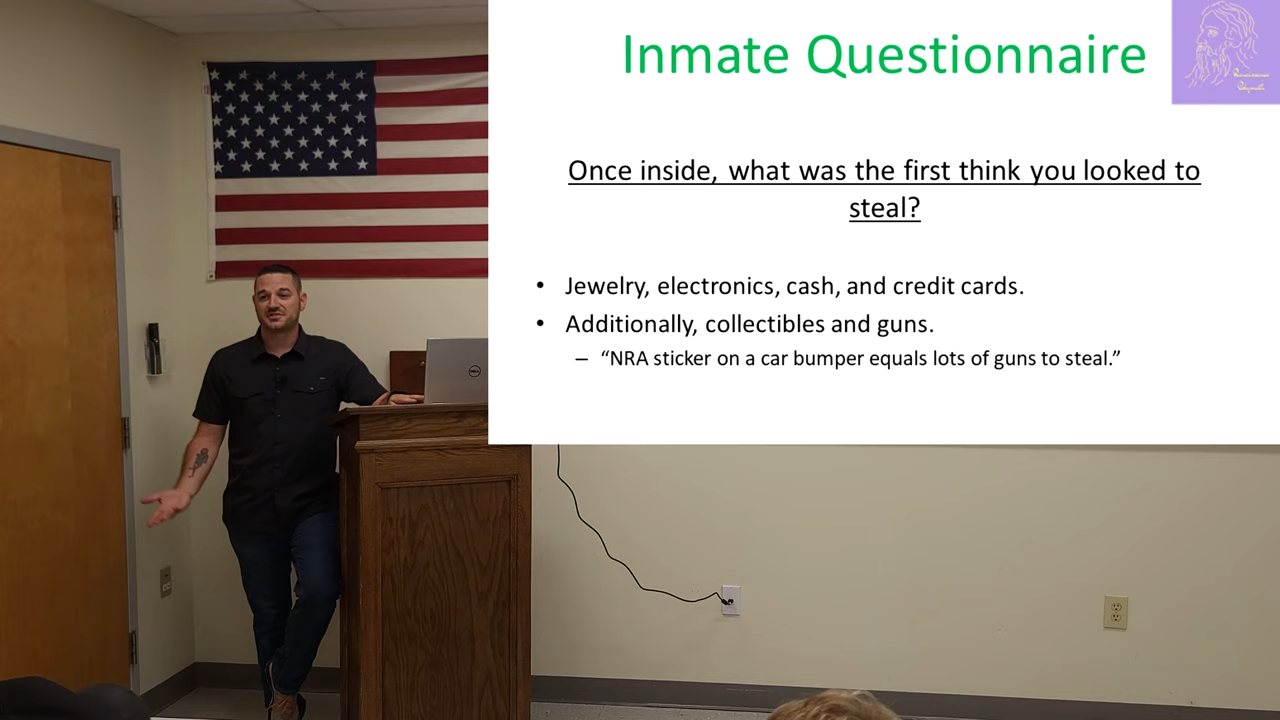 Inmate Questionnaire
Once inside, what was the first think you looked to
steal?
• Jewelry, electronics, cash, and credit cards.
• Additionally, collectibles and guns.
– “NRA sticker on a car bumper equals lots of guns to steal.”
DELL